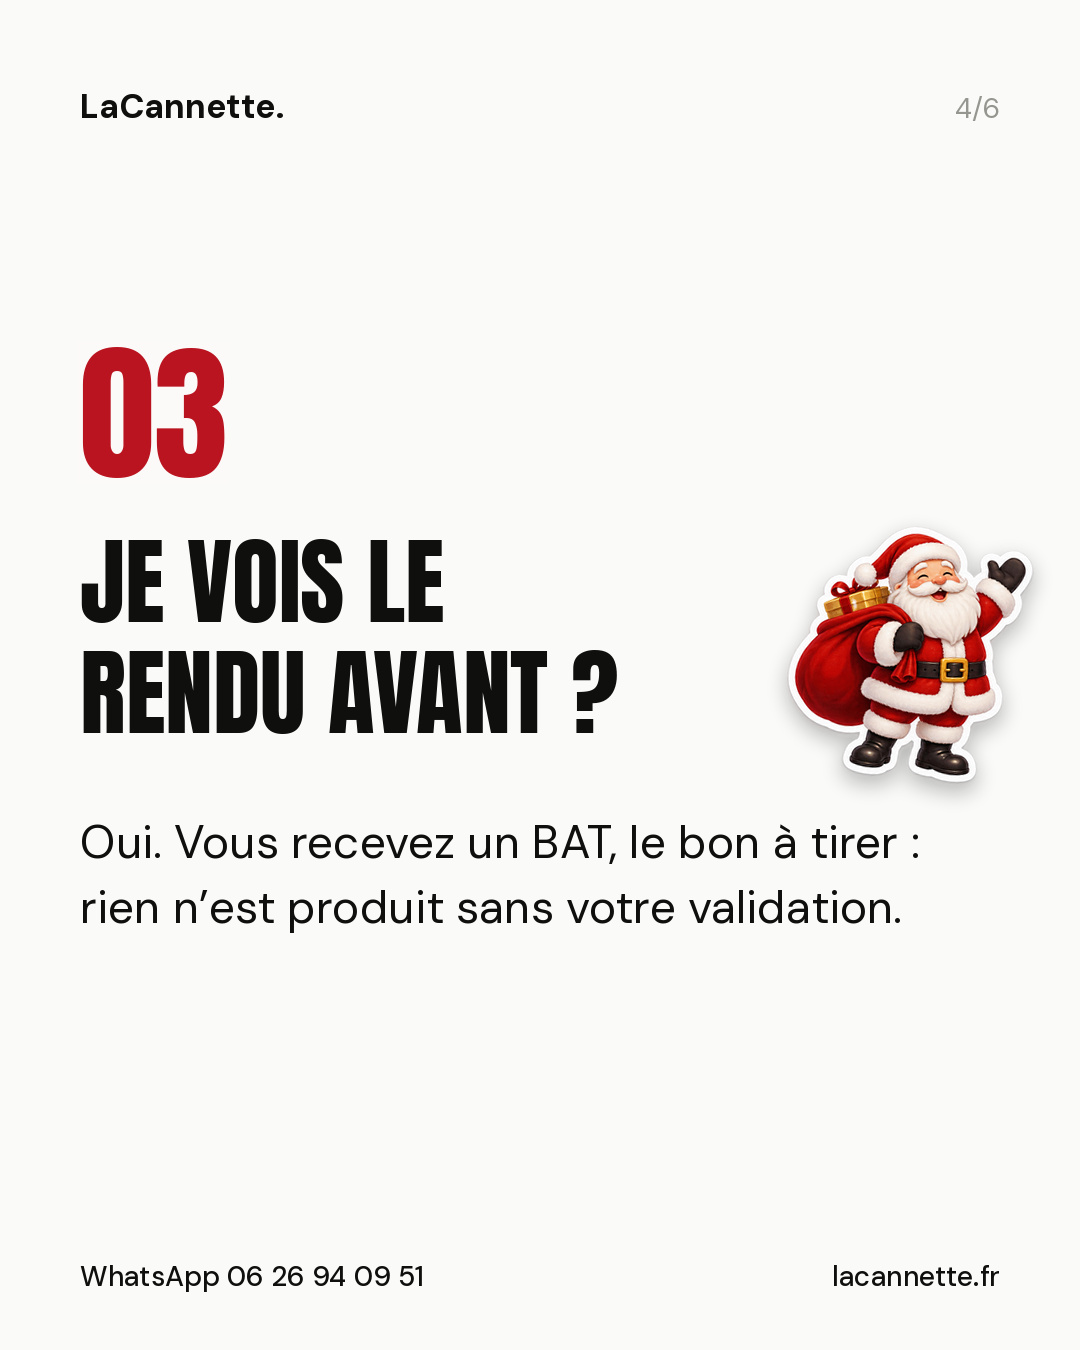 LaCannette.
4/6
03
JE VOIS LE
RENDU AVANT ?
Oui. Vous recevez un BAT, le bon à tirer :
rien n’est produit sans votre validation.
WhatsApp 06 26 94 09 51
lacannette.fr